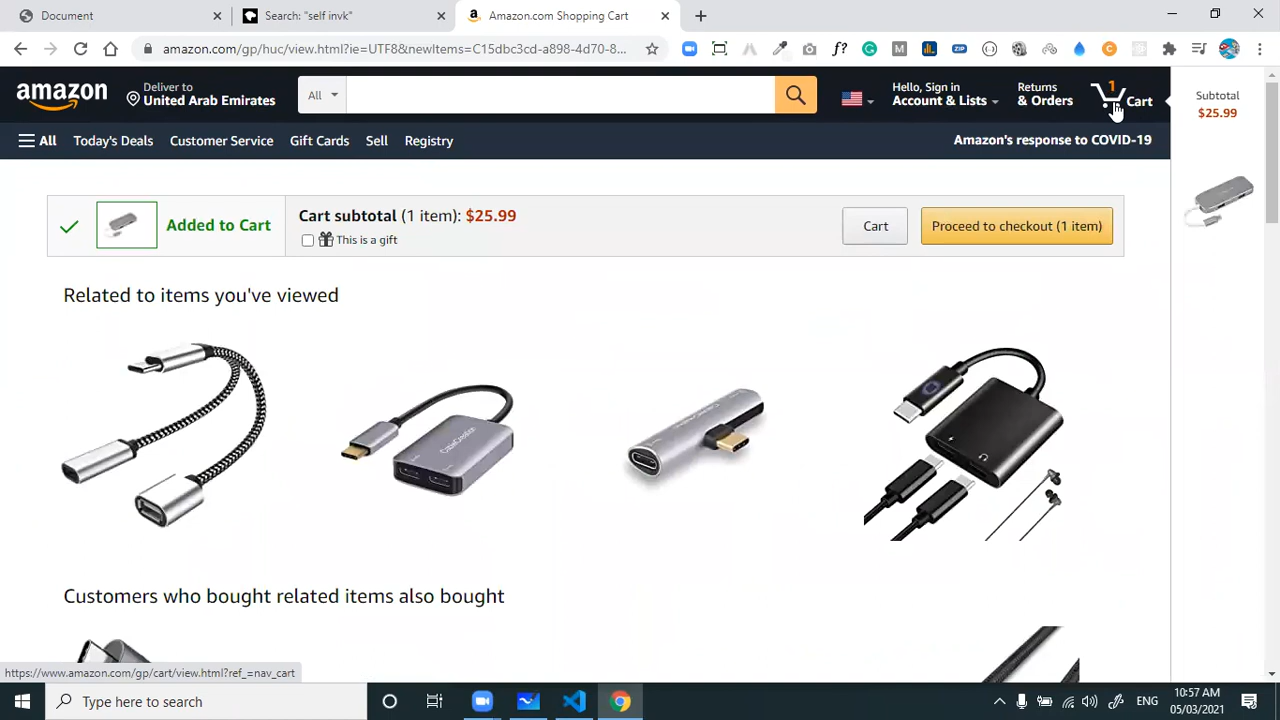 Document
Search: "self invk"
Amazon.com Shopping Cart
amazon.com/gp/huc/view.html?ie=UTF8&newItems=C15dbc3cd-a898-4d70-8...
amazon
Deliver to
United Arab Emirates
All
Hello, Sign in
Account & Lists
Returns
& Orders
1
Cart
Subtotal
$25.99
All
Today's Deals
Customer Service
Gift Cards
Sell
Registry
Amazon's response to COVID-19
Added to Cart
Cart subtotal (1 item): $25.99
This is a gift
Cart
Proceed to checkout (1 item)
Related to items you've viewed
Customers who bought related items also bought
https://www.amazon.com/gp/cart/view.html?ref_=nav_cart
Type here to search
ENG
10:57 AM
05/03/2021